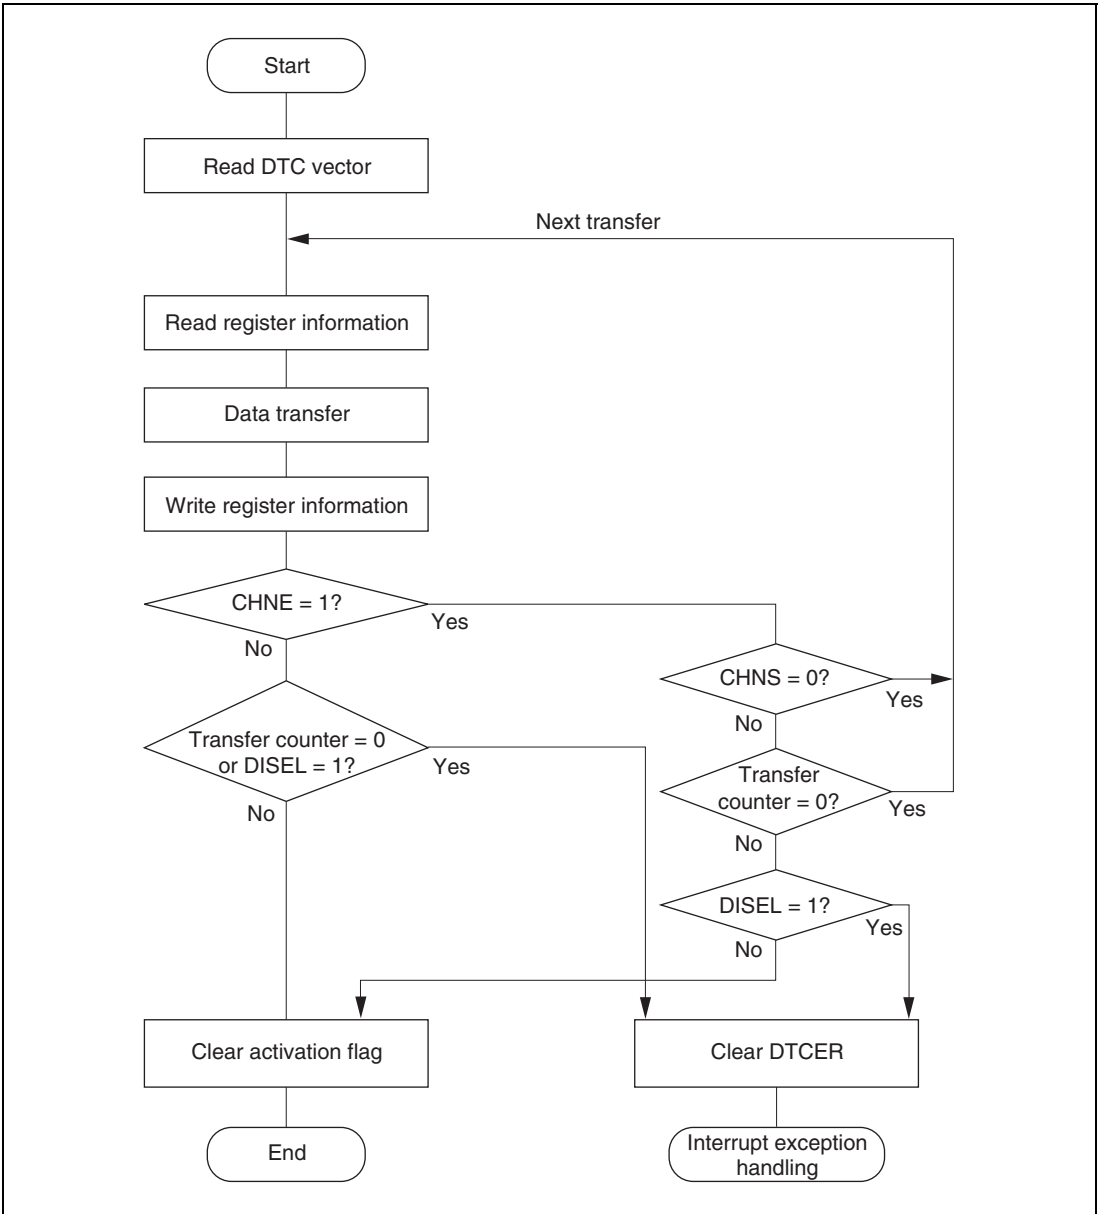 Start
Read DTC vector
Next transfer
Read register information
Data transfer
Write register information
CHNE = 1?
Yes
No
CHNS = 0?
Yes
No
Transfer counter = 0
or DISEL = 1?
Yes
No
Transfer
counter = 0?
Yes
No
DISEL = 1?
Yes
No
Clear activation flag
Clear DTCER
End
Interrupt exception
handling